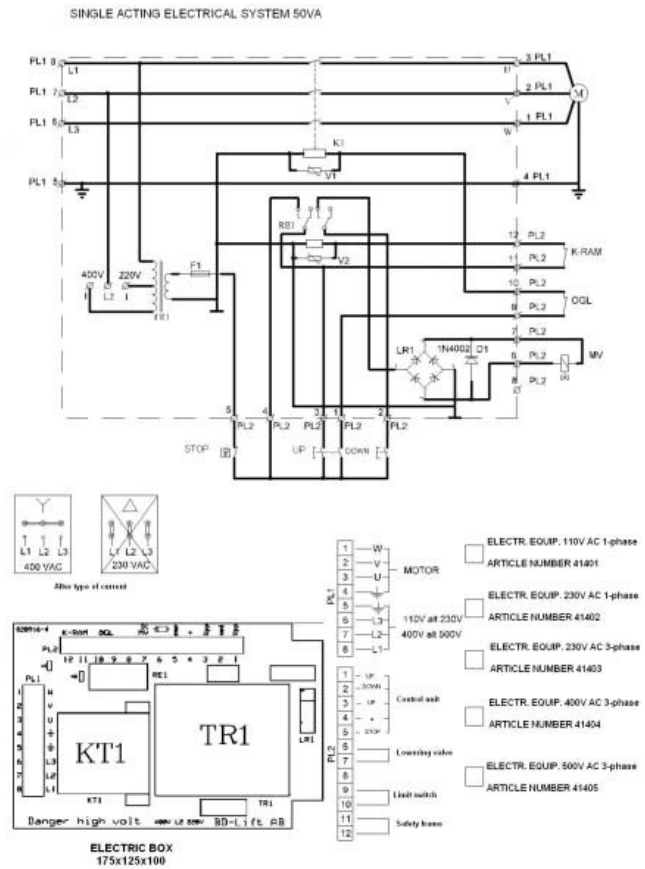 SINGLE ACTING ELECTRICAL SYSTEM 50VA
PL1 8 L1 U 3 PL1
PL1 7 L2 V 2 PL1 M
PL1 6 L3 W 1 PL1
K1
V1
PL1 5 4 PL1
RE1
12 PL2
K-RAM
11 PL2
V2
10 PL2
OGL
PL2
400V 220V F1
L2
TR1
7 PL2
LR1 1N4002 D1
6 PL2 MV
8 PL2
5 4 3 1 2
PL2 PL2 PL2 PL2 PL2
STOP UP DOWN
L1 L2 L3 L1 L2 L3
400 VAC 230 VAC
Alter type of current
PL1
1 W
2 V MOTOR
3 U
4
5
6 L3 110V alt 230V
7 L2 400V alt 500V
8 L1
PL2
1 UP
2 DOWN
3 UP Control unit
4 +
5 STOP
6 Lowering valve
7
8
9 Limit switch
10
11 Safety frame
12
ELECTR. EQUIP. 110V AC 1-phase
ARTICLE NUMBER 41401
ELECTR. EQUIP. 230V AC 1-phase
ARTICLE NUMBER 41402
ELECTR. EQUIP. 230V AC 3-phase
ARTICLE NUMBER 41403
ELECTR. EQUIP. 400V AC 3-phase
ARTICLE NUMBER 41404
ELECTR. EQUIP. 500V AC 3-phase
ARTICLE NUMBER 41405
K-RAM OGL
PL2
12 11 10 9 8 7 6 5 4 3 2 1
PL1 RE1
1 W
2 V
3 U
4
5
6 L3
7 L2
8 L1
KT1 TR1 LR1
KT1 TR1
Danger high volt 400V L2 BD-Lift AB
ELECTRIC BOX
175x125x100